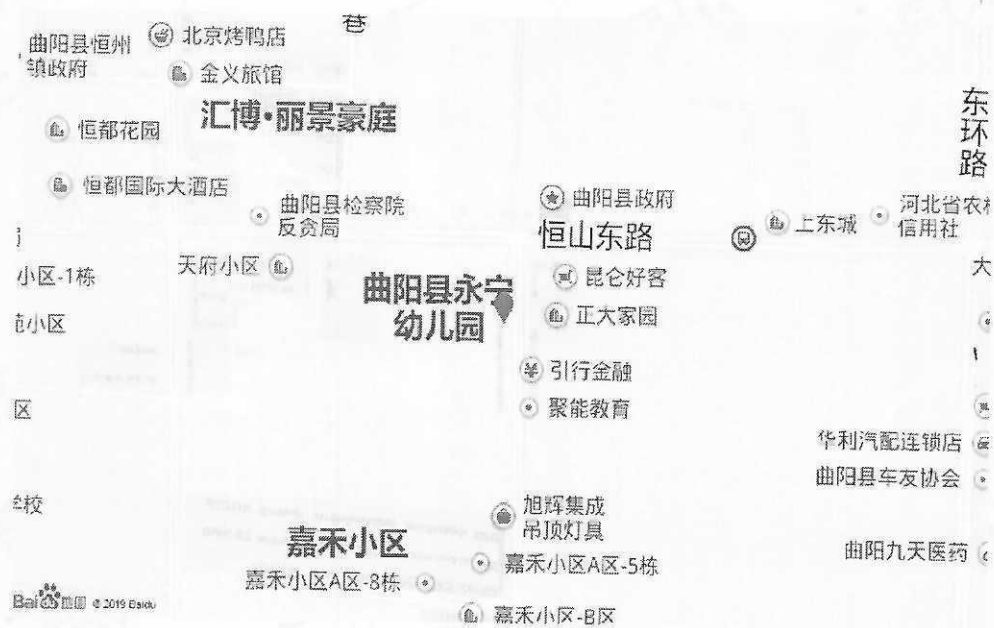 巷
北京烤鸭店
曲阳县恒州
镇政府
金义旅馆
汇博·丽景豪庭
恒都花园
东环路
恒都国际大酒店
曲阳县检察院
反贪局
曲阳县政府
恒山东路
上东城
河北省农村
信用社
小区-1栋
天府小区
昆仑好客
大
曲阳县永宁
幼儿园
正大家园
小区
引行金融
聚能教育
区
华利汽配连锁店
曲阳县车友协会
学校
旭辉集成
吊顶灯具
嘉禾小区
嘉禾小区A区-5栋
曲阳九天医药
嘉禾小区A区-8栋
Bai地图 © 2019 Baidu
嘉禾小区-B区